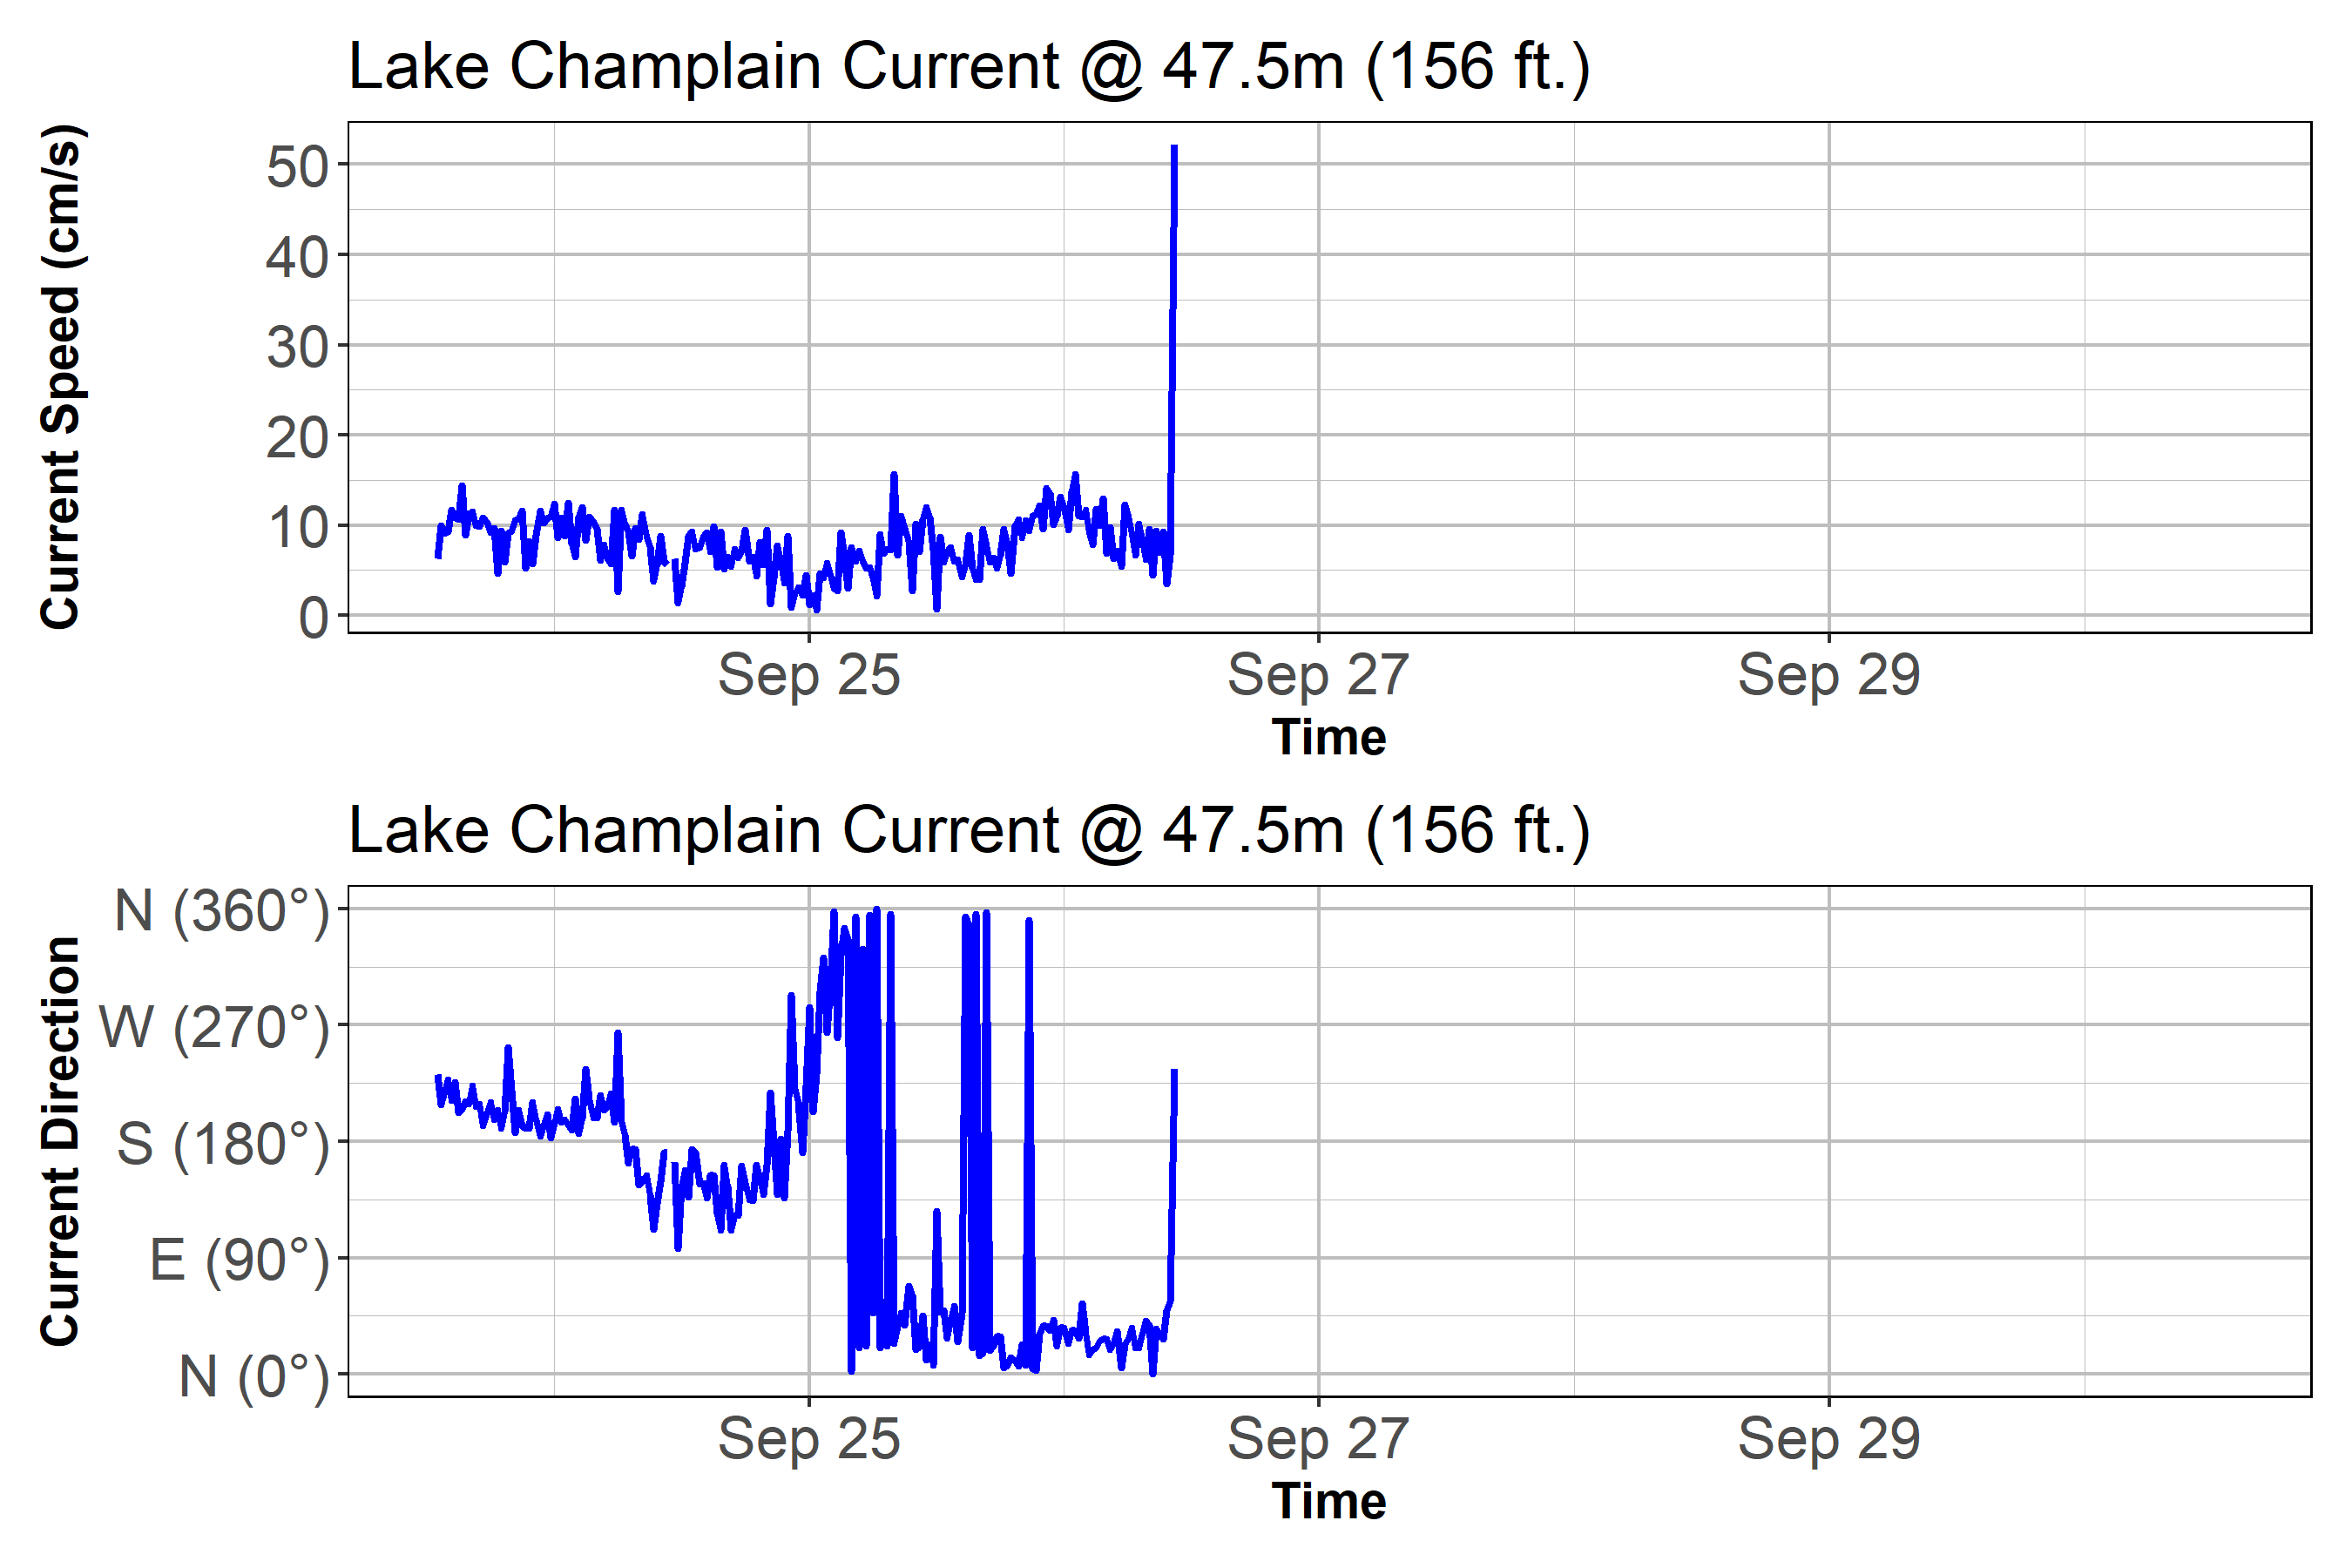 Lake Champlain Current @ 47.5m (156 ft.)
Current Speed (cm/s)
50
40
30
20
10
0
Sep 25 Sep 27 Sep 29
Time
Lake Champlain Current @ 47.5m (156 ft.)
Current Direction
N (360°)
W (270°)
S (180°)
E (90°)
N (0°)
Sep 25 Sep 27 Sep 29
Time